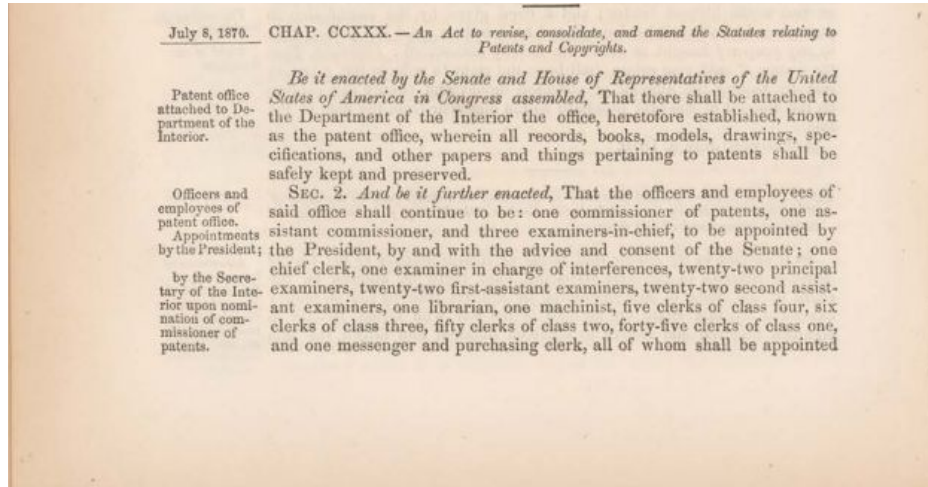 July 8, 1870.
CHAP. CCXXX. — An Act to revise, consolidate, and amend the Statutes relating to
Patents and Copyrights.
Be it enacted by the Senate and House of Representatives of the United
States of America in Congress assembled, That there shall be attached to
the Department of the Interior the office, heretofore established, known
as the patent office, wherein all records, books, models, drawings, spe-
cifications, and other papers and things pertaining to patents shall be
safely kept and preserved.
Patent office
attached to De-
partment of the
Interior.
SEC. 2. And be it further enacted, That the officers and employees of
said office shall continue to be: one commissioner of patents, one as-
sistant commissioner, and three examiners-in-chief, to be appointed by
the President, by and with the advice and consent of the Senate; one
chief clerk, one examiner in charge of interferences, twenty-two principal
examiners, twenty-two first-assistant examiners, twenty-two second assist-
ant examiners, one librarian, one machinist, five clerks of class four, six
clerks of class three, fifty clerks of class two, forty-five clerks of class one,
and one messenger and purchasing clerk, all of whom shall be appointed
Officers and
employees of
patent office.
Appointments
by the President;
by the Secre-
tary of the Inte-
rior upon nomi-
nation of com-
missioner of
patents.